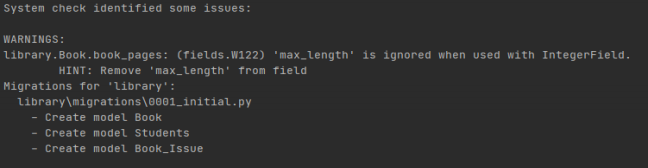 System check identified some issues:
WARNINGS:
library.Book.book_pages: (fields.W122) 'max_length' is ignored when used with IntegerField.
HINT: Remove 'max_length' from field
Migrations for 'library':
library\migrations\0001_initial.py
- Create model Book
- Create model Students
- Create model Book_Issue